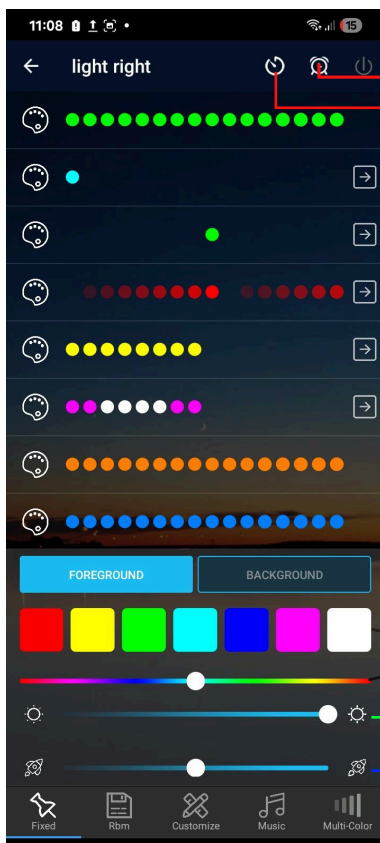 11:08
15
light right
FOREGROUND
BACKGROUND
Fixed
Rbm
Customize
Music
Multi-Color